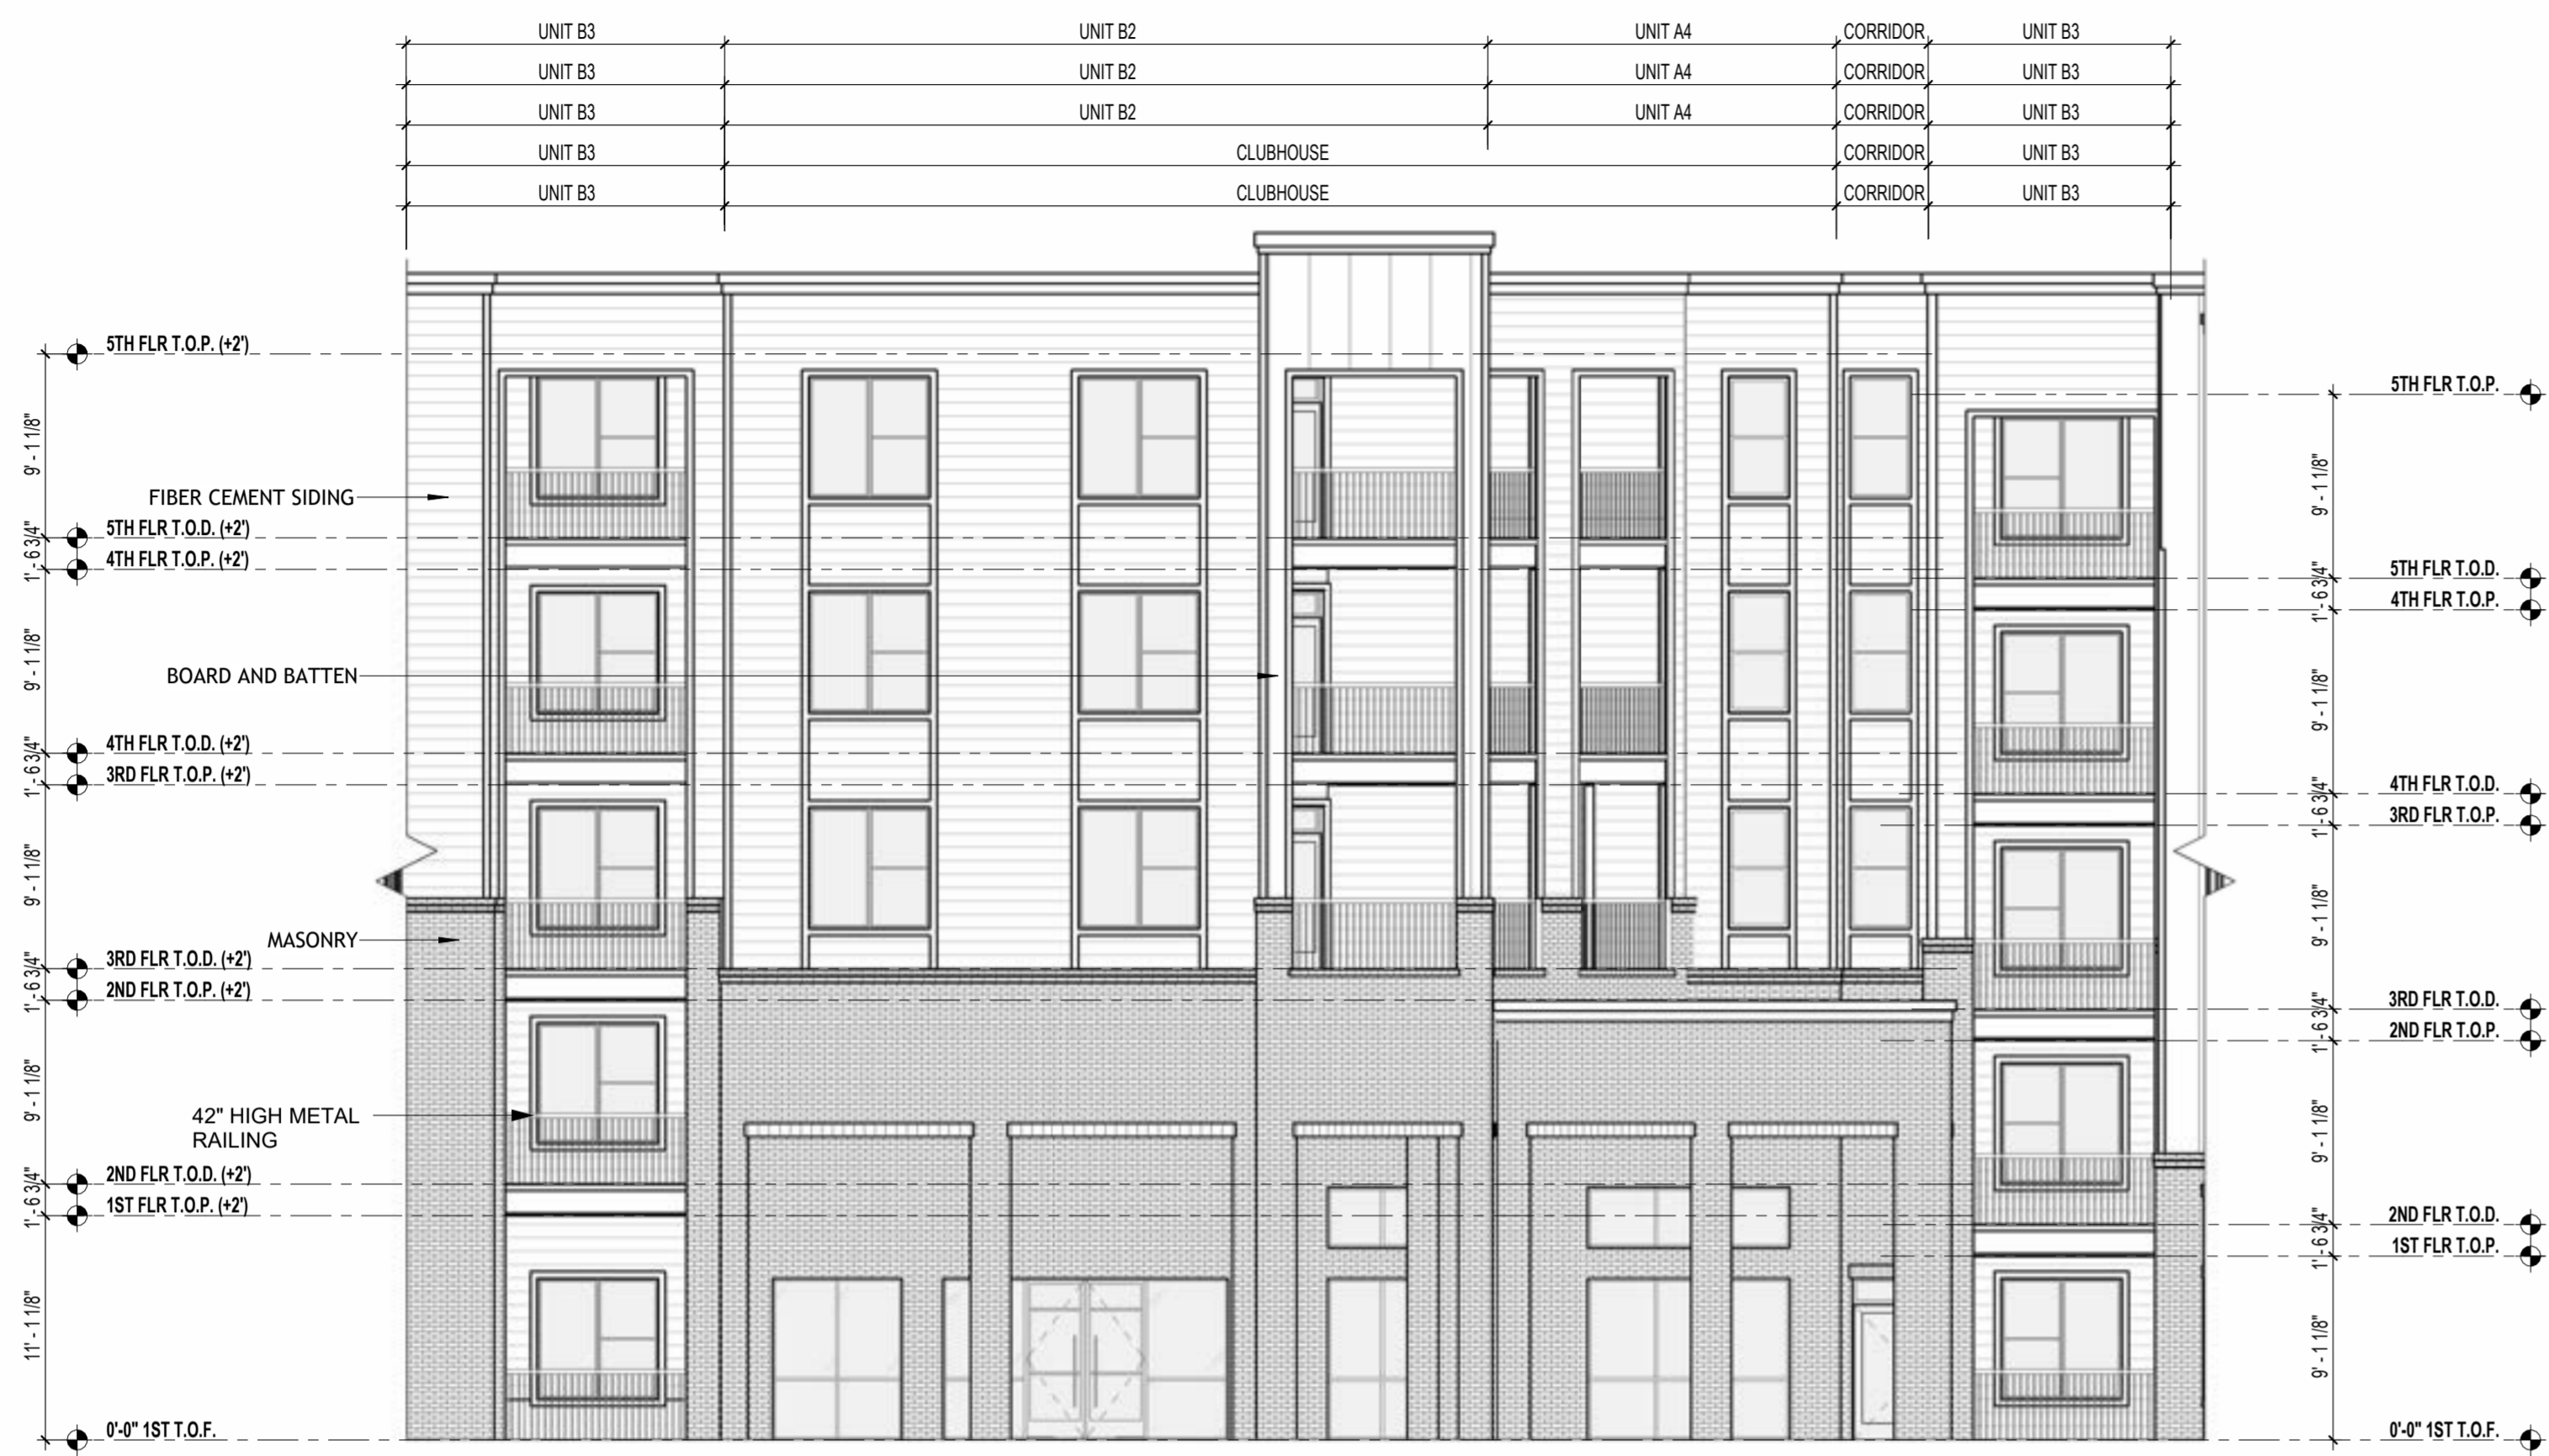 UNIT B3 UNIT B2 UNIT A4 CORRIDOR UNIT B3
UNIT B3 UNIT B2 UNIT A4 CORRIDOR UNIT B3
UNIT B3 UNIT B2 UNIT A4 CORRIDOR UNIT B3
UNIT B3 CLUBHOUSE CORRIDOR UNIT B3
UNIT B3 CLUBHOUSE CORRIDOR UNIT B3
5TH FLR T.O.P. (+2')
9' - 1 1/8"
FIBER CEMENT SIDING
5TH FLR T.O.D. (+2')
1' - 6 3/4"
4TH FLR T.O.P. (+2')
9' - 1 1/8"
BOARD AND BATTEN
4TH FLR T.O.D. (+2')
1' - 6 3/4"
3RD FLR T.O.P. (+2')
9' - 1 1/8"
MASONRY
3RD FLR T.O.D. (+2')
1' - 6 3/4"
2ND FLR T.O.P. (+2')
9' - 1 1/8"
42" HIGH METAL
RAILING
2ND FLR T.O.D. (+2')
1' - 6 3/4"
1ST FLR T.O.P. (+2')
11' - 1 1/8"
0'-0" 1ST T.O.F.
5TH FLR T.O.P.
9' - 1 1/8"
5TH FLR T.O.D.
1' - 6 3/4"
4TH FLR T.O.P.
9' - 1 1/8"
4TH FLR T.O.D.
1' - 6 3/4"
3RD FLR T.O.P.
9' - 1 1/8"
3RD FLR T.O.D.
1' - 6 3/4"
2ND FLR T.O.P.
9' - 1 1/8"
2ND FLR T.O.D.
1' - 6 3/4"
1ST FLR T.O.P.
9' - 1 1/8"
0'-0" 1ST T.O.F.